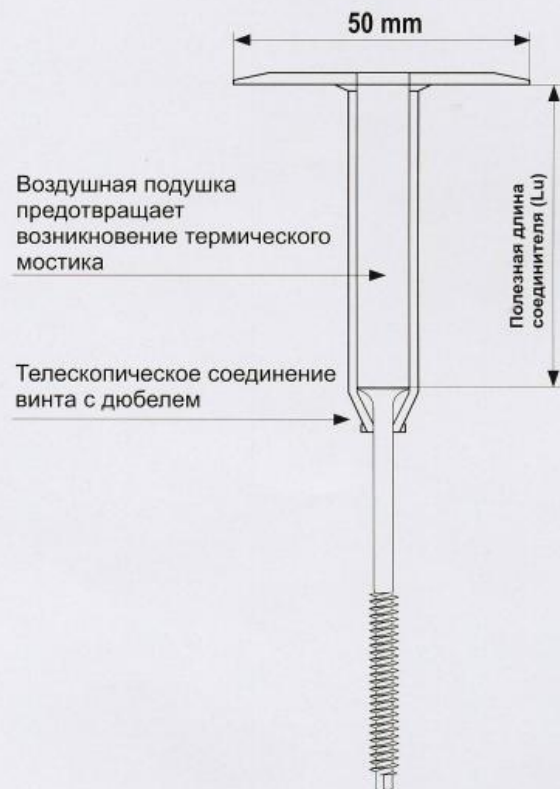 50 mm
Воздушная подушка
предотвращает
возникновение термического
мостика
Полезная длина
соединителя (Lu)
Телескопическое соединение
винта с дюбелем